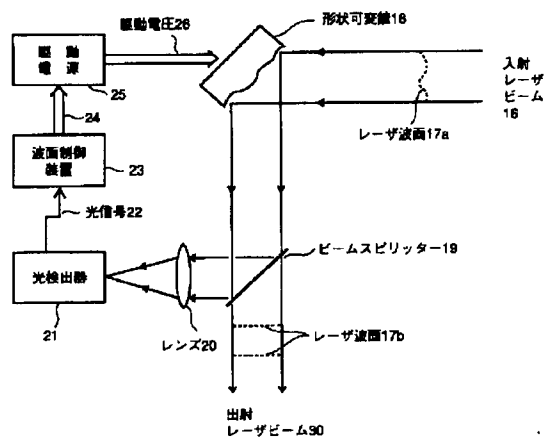 駆動電圧26
形状可変鏡18
駆動
電源
25
入射
レーザ
ビーム
16
レーザ波面17a
24
波面制御
装置
23
光信号22
ビームスピリッター19
光検出器
21
レンズ20
レーザ波面17b
出射
レーザビーム30